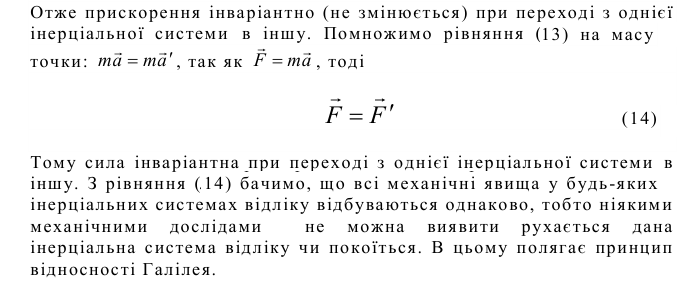 Отже прискорення інваріантно (не змінюється) при переході з однієї
інерціальної системи в іншу. Помножимо рівняння (13) на масу
точки: m\vec{a} = m\vec{a}', так як \vec{F} = m\vec{a}, тоді
\vec{F} = \vec{F}' (14)
Тому сила інваріантна при переході з однієї інерціальної системи в
іншу. З рівняння (14) бачимо, що всі механічні явища у будь-яких
інерціальних системах відліку відбуваються однаково, тобто ніякими
механічними дослідами не можна виявити рухається дана
інерціальна система відліку чи покоїться. В цьому полягає принцип
відносності Галілея.